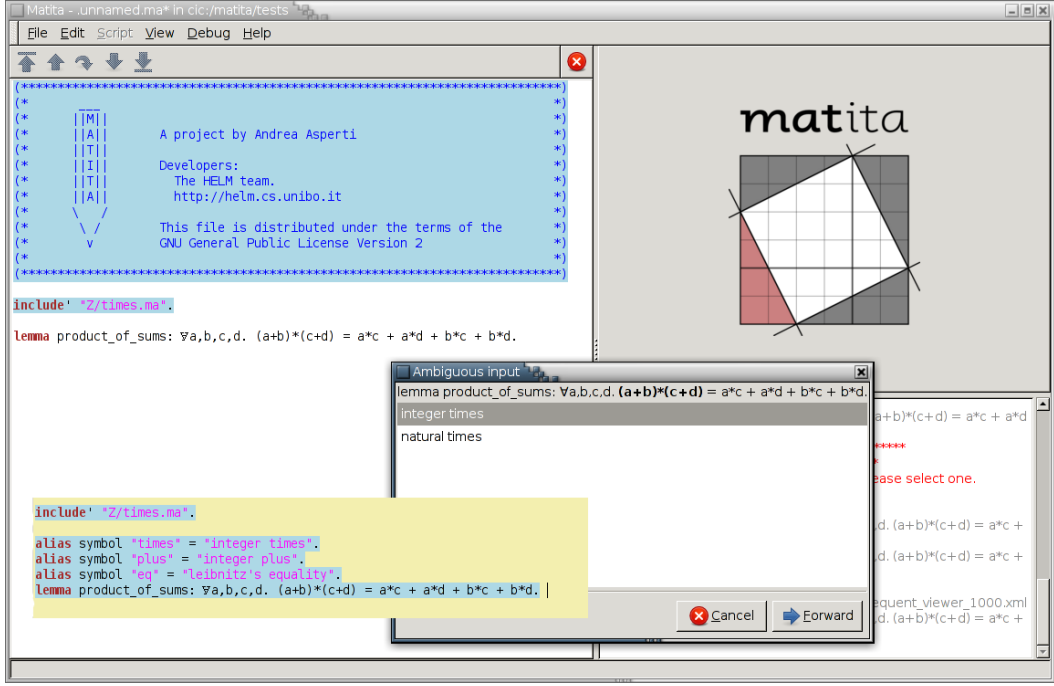 Matita - .unnamed.ma* in cic:/matita/tests
File Edit Script View Debug Help
(**************************************************************************)
(*       ___                                                              *)
(*      ||M||                                                             *)
(*      ||A||       A project by Andrea Asperti                           *)
(*      ||T||                                                             *)
(*      ||I||       Developers:                                           *)
(*      ||T||         The HELM team.                                      *)
(*      ||A||         http://helm.cs.unibo.it                             *)
(*      \   /                                                             *)
(*       \ /        This file is distributed under the terms of the       *)
(*        v         GNU General Public License Version 2                  *)
(*                                                                        *)
(**************************************************************************)
include' "Z/times.ma".
lemma product_of_sums: ∀a,b,c,d. (a+b)*(c+d) = a*c + a*d + b*c + b*d.
matita
Ambiguous input
lemma product_of_sums: ∀a,b,c,d. (a+b)*(c+d) = a*c + a*d + b*c + b*d.
integer times
natural times
Cancel
Forward
include' "Z/times.ma".
alias symbol "times" = "integer times".
alias symbol "plus" = "integer plus".
alias symbol "eq" = "leibnitz's equality".
lemma product_of_sums: ∀a,b,c,d. (a+b)*(c+d) = a*c + a*d + b*c + b*d.
a+b)*(c+d) = a*c + a*d
*****
*
ease select one.
,d. (a+b)*(c+d) = a*c +
,d. (a+b)*(c+d) = a*c +
equent_viewer_1000.xml
,d. (a+b)*(c+d) = a*c +